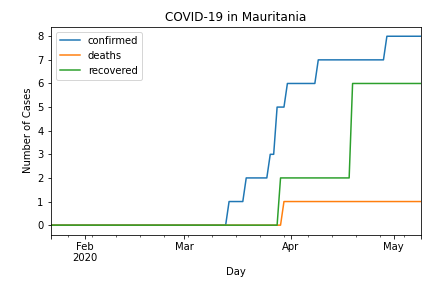 COVID-19 in Mauritania
confirmed
deaths
recovered
Number of Cases
8
7
6
5
4
3
2
1
0
Feb Mar Apr May
2020
Day